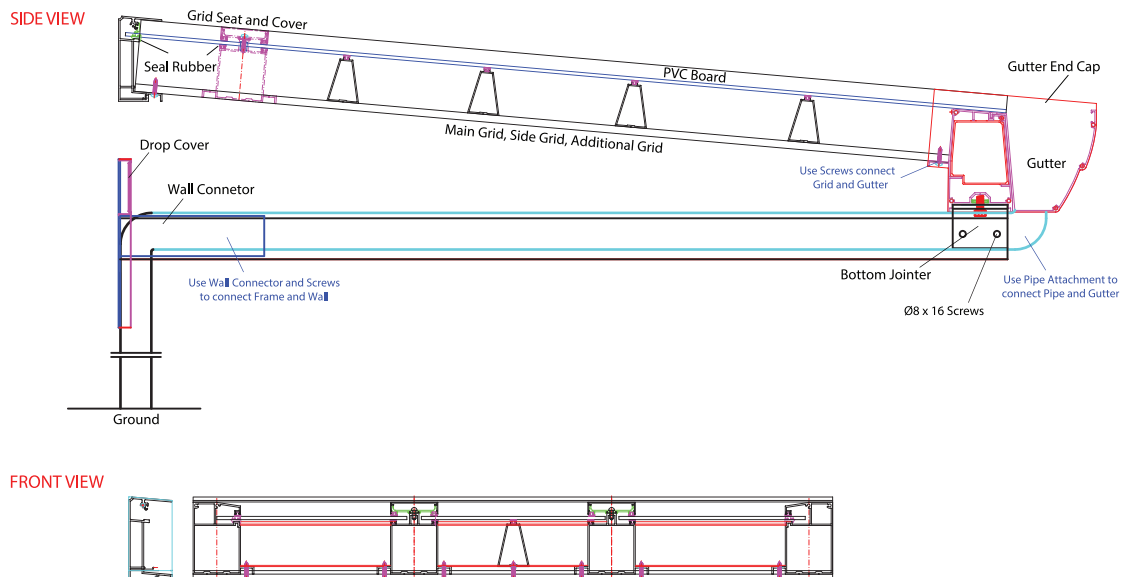 SIDE VIEW
Grid Seat and Cover
Seal Rubber
PVC Board
Gutter End Cap
Main Grid, Side Grid, Additional Grid
Drop Cover
Use Screws connect
Grid and Gutter
Gutter
Wall Connetor
Use Wall Connector and Screws
to connect Frame and Wall
Bottom Jointer
Use Pipe Attachment to
connect Pipe and Gutter
Ø8 x 16 Screws
Ground
FRONT VIEW